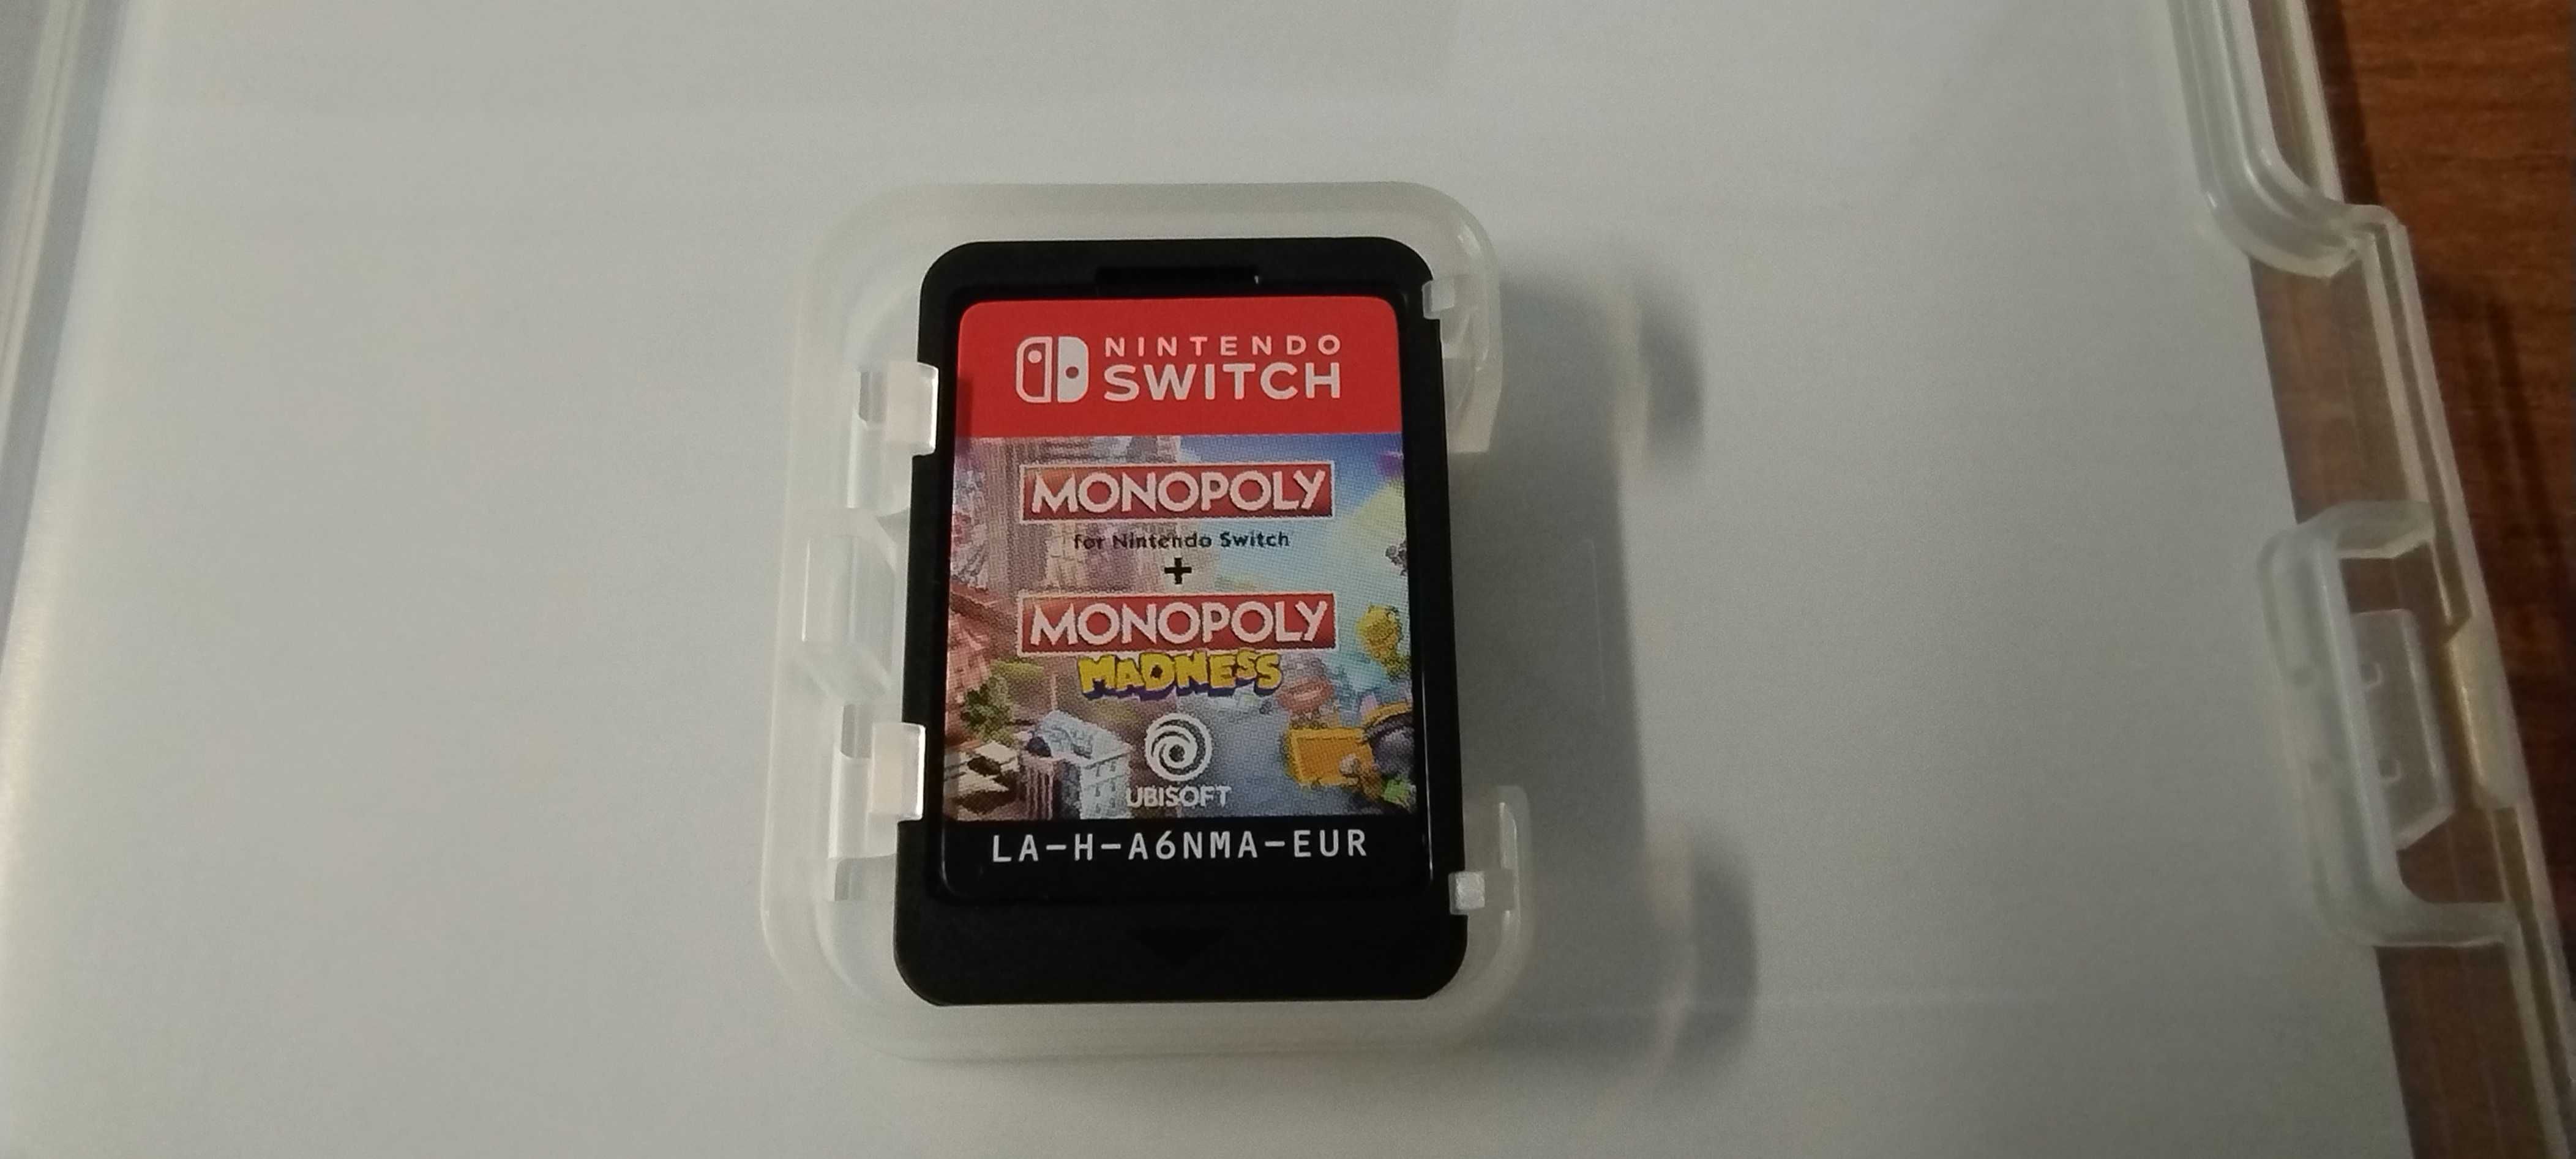 NINTENDO
SWITCH
MONOPOLY
for Nintendo Switch
+
MONOPOLY
MADNESS
UBISOFT
LA-H-A6NMA-EUR